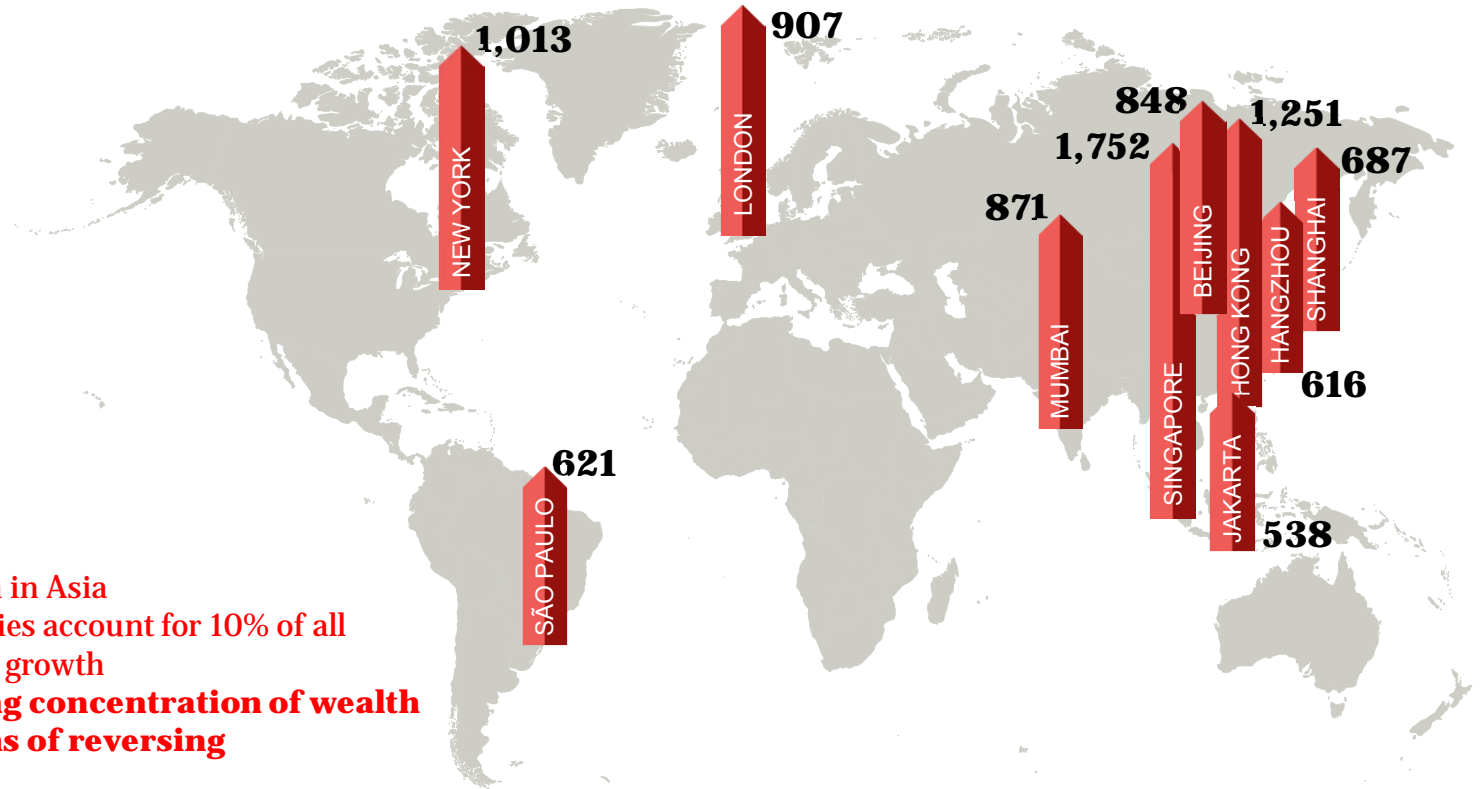 1,013
NEW YORK
907
LONDON
848
BEIJING
1,251
HONG KONG
1,752
SINGAPORE
687
SHANGHAI
871
MUMBAI
HANGZHOU
616
621
SÃO PAULO
JAKARTA
538
in Asia
account for 10% of all
growth
concentration of wealth
of reversing